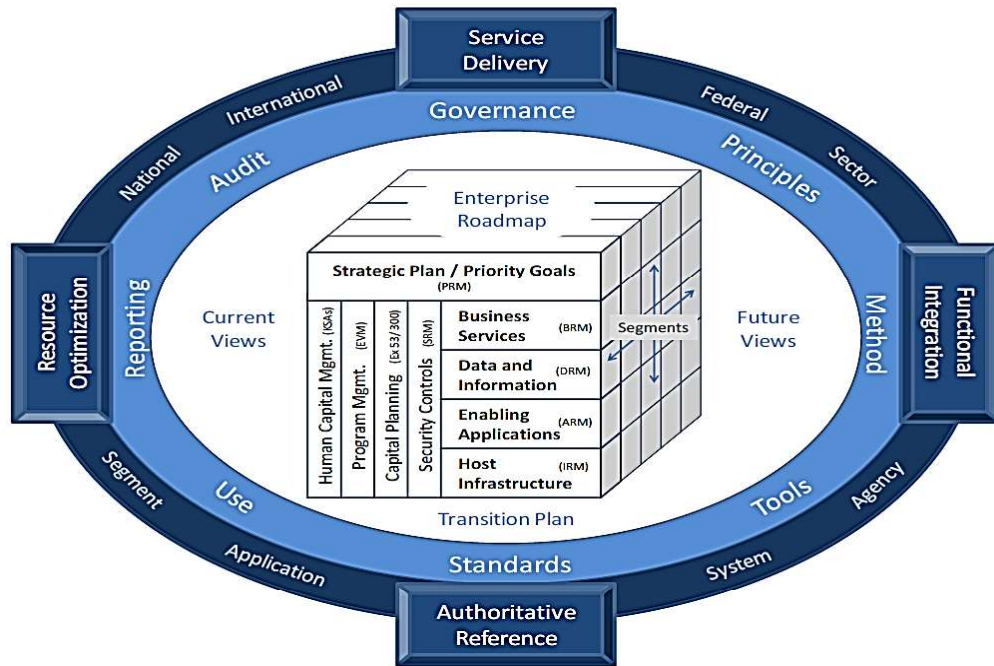 Service
Delivery
International
National
Federal
Sector
Governance
Audit
Principles
Enterprise
Roadmap
Strategic Plan / Priority Goals
(PRM)
Resource
Optimization
Reporting
Current
Views
Human Capital Mgmt. (KSAs)
Program Mgmt. (EVM)
Capital Planning (Ex 53/ 300)
Security Controls (SRM)
Business
Services (BRM)
Data and
Information (DRM)
Enabling
Applications (ARM)
Host
Infrastructure (IRM)
Segments
Future
Views
Method
Functional
Integration
Transition Plan
Use
Standards
Tools
Segment
Application
System
Agency
Authoritative
Reference